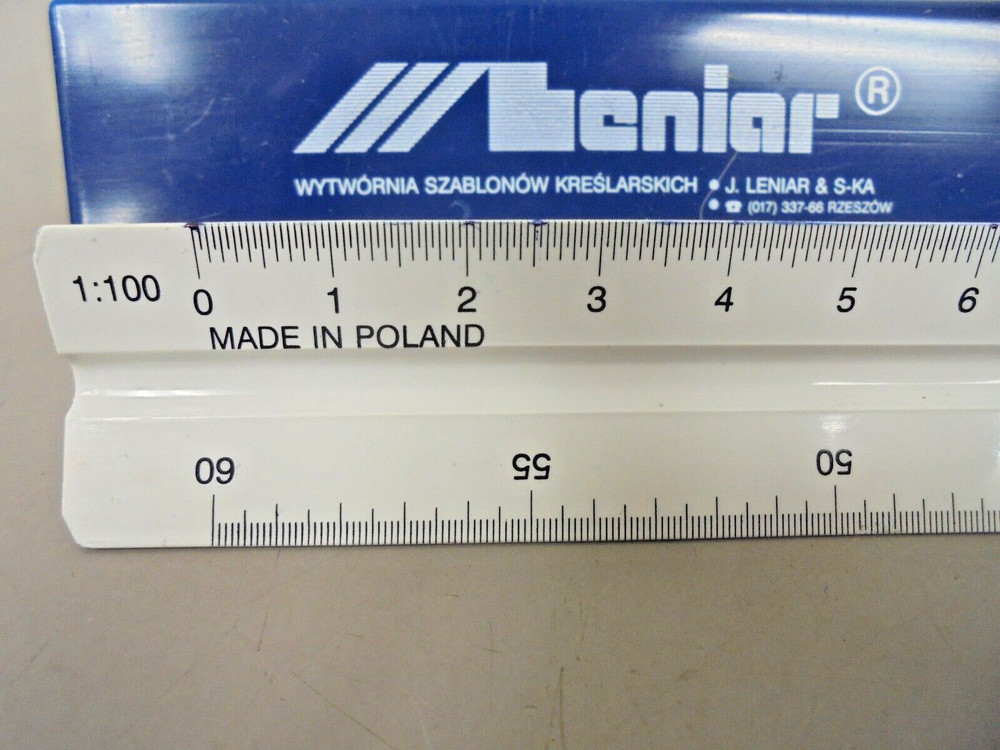 Leniar ®
WYTWÓRNIA SZABLONÓW KREŚLARSKICH • J. LENIAR & S-KA
• ☎ (017) 337-66 RZESZÓW
1:100 0 1 2 3 4 5 6
MADE IN POLAND
60 55 50